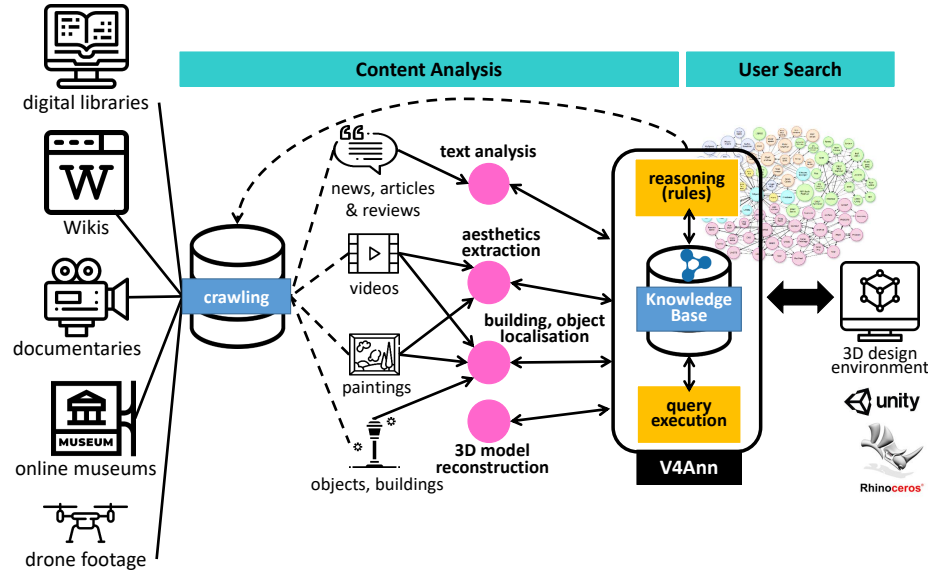 Content Analysis
User Search
digital libraries
W
Wikis
documentaries
MUSEUM
online museums
drone footage
crawling
news, articles
& reviews
videos
paintings
objects, buildings
text analysis
aesthetics
extraction
building, object
localisation
3D model
reconstruction
reasoning
(rules)
Knowledge
Base
query
execution
V4Ann
3D design
environment
unity
Rhinoceros®